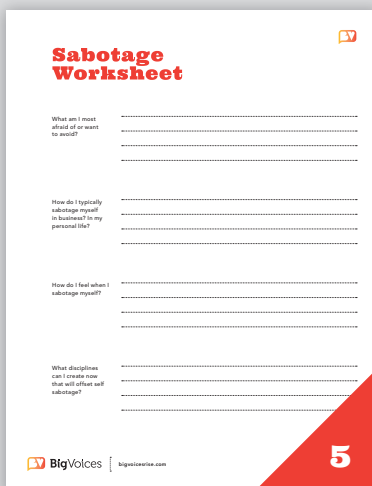 Sabotage
Worksheet
What am I most
afraid of or want
to avoid?
How do I typically
sabotage myself
in business? In my
personal life?
How do I feel when I
sabotage myself?
What disciplines
can I create now
that will offset self
sabotage?
BigVoices
bigvoicesrise.com
5